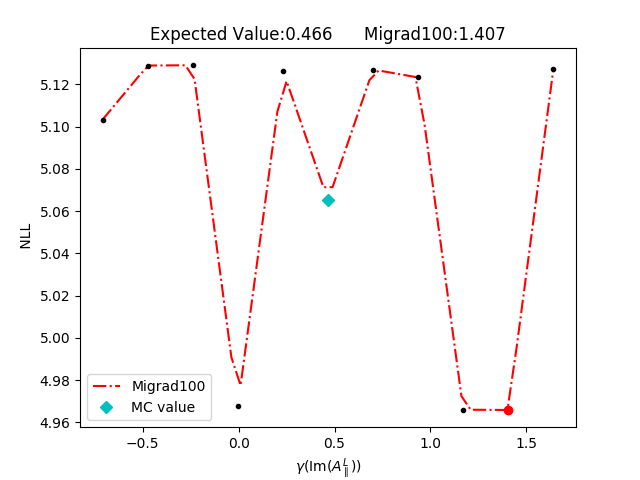 Expected Value:0.466 Migrad100:1.407
NLL
5.12
5.10
5.08
5.06
5.04
5.02
5.00
4.98
4.96
Migrad100
MC value
−0.5 0.0 0.5 1.0 1.5
γ(Im(A^L_∥))